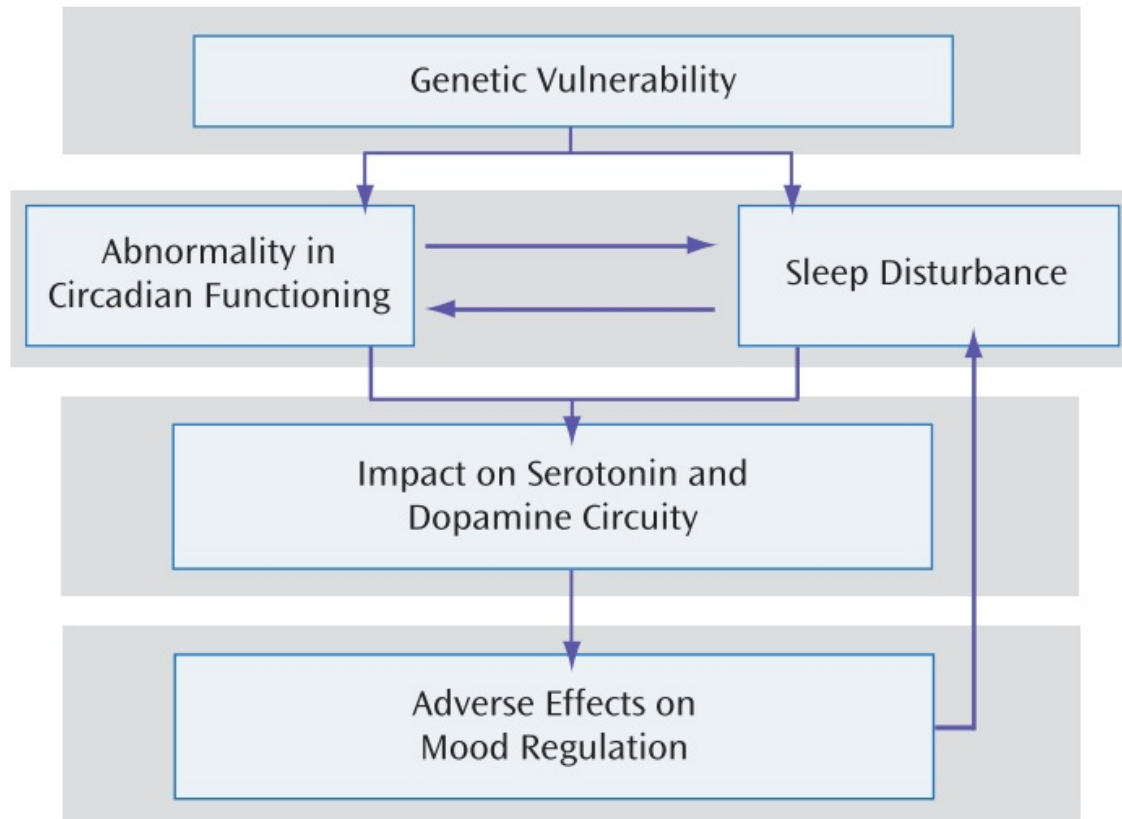 Genetic Vulnerability
Abnormality in
Circadian Functioning
Sleep Disturbance
Impact on Serotonin and
Dopamine Circuity
Adverse Effects on
Mood Regulation